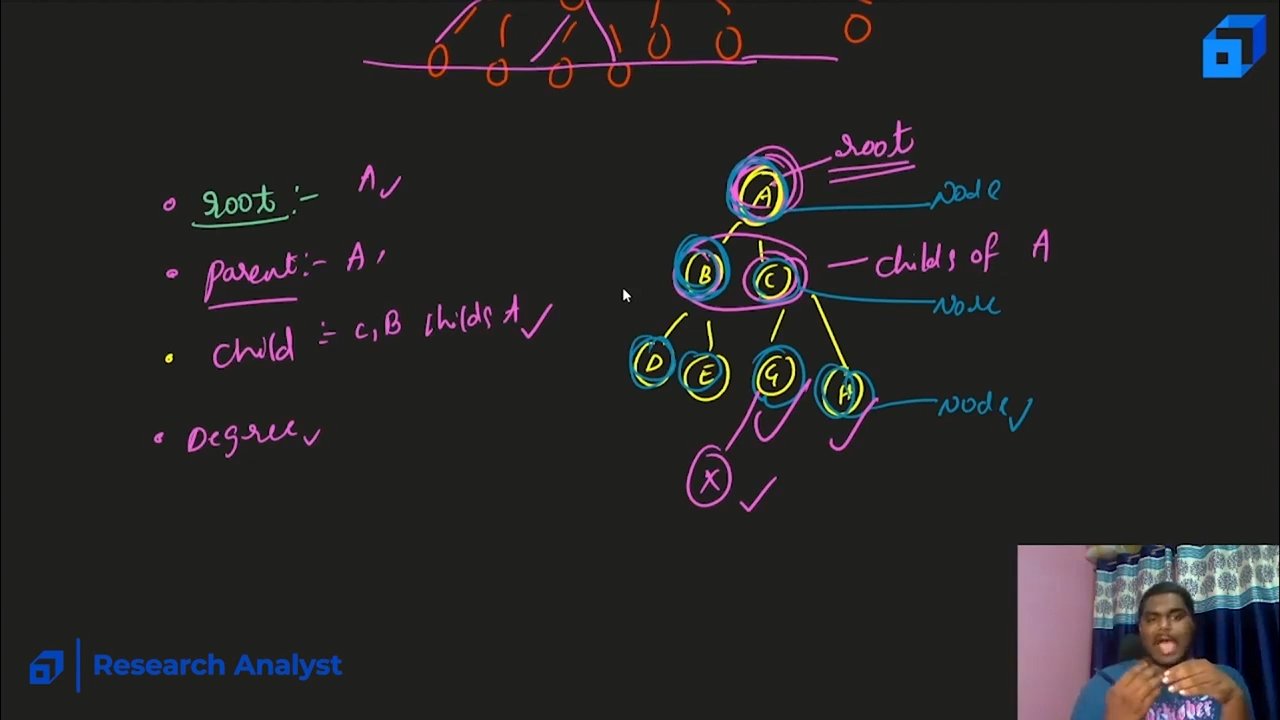 root
root :- A
Node
Parent :- A,
childs of A
Child :- C, B childs A
Node
Degree
Node
A
B
C
D
E
G
H
X
Research Analyst